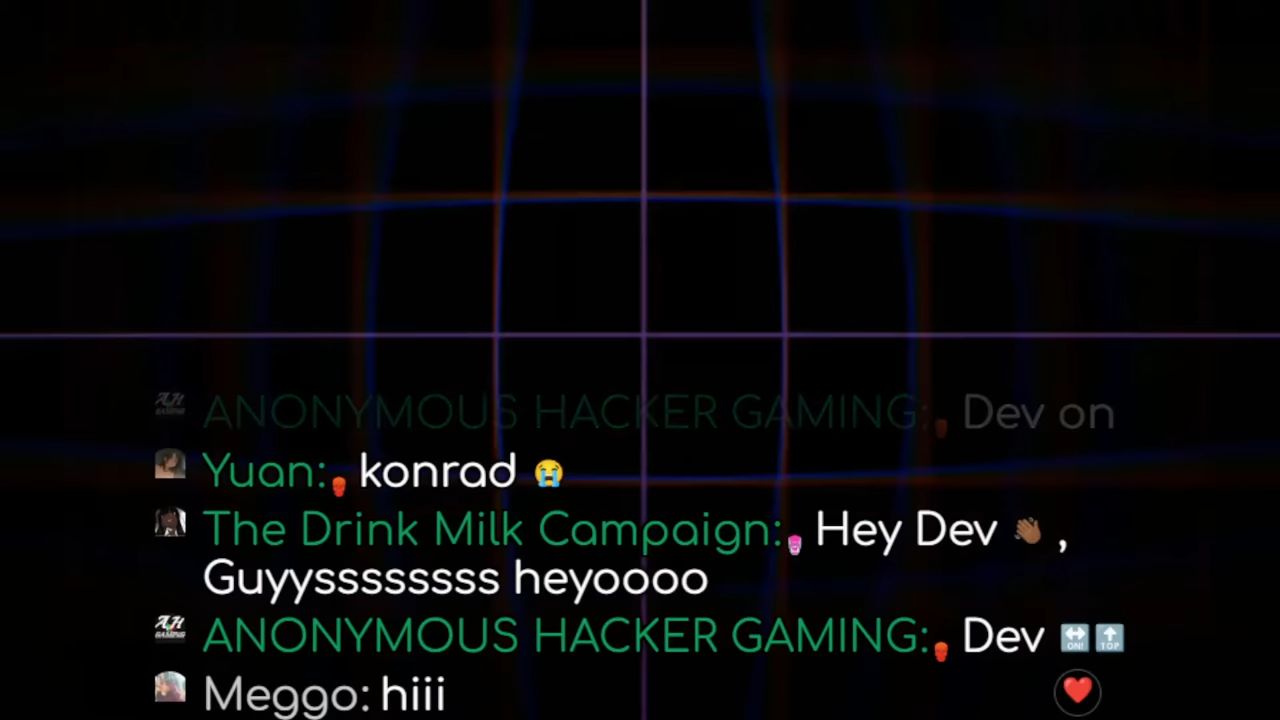 ANONYMOUS HACKER GAMING: Dev on
Yuan: konrad 😭
The Drink Milk Campaign: Hey Dev 👋🏾 ,
Guyyssssssss heyoooo
ANONYMOUS HACKER GAMING: Dev 🔛🔝
Meggo: hiii